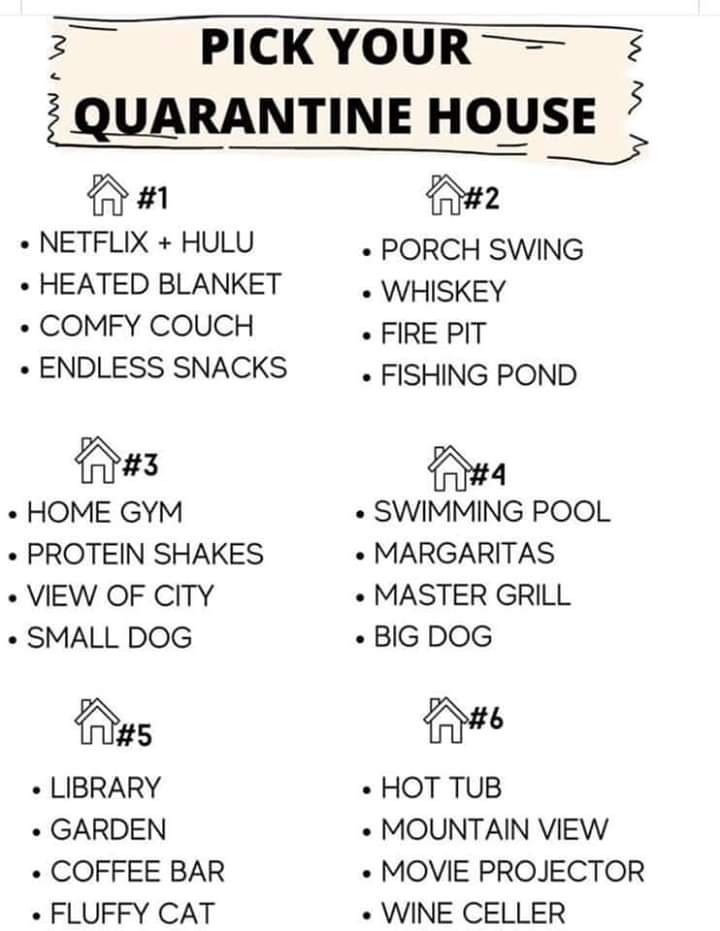 PICK YOUR
QUARANTINE HOUSE
#1
• NETFLIX + HULU
• HEATED BLANKET
• COMFY COUCH
• ENDLESS SNACKS
#2
• PORCH SWING
• WHISKEY
• FIRE PIT
• FISHING POND
#3
• HOME GYM
• PROTEIN SHAKES
• VIEW OF CITY
• SMALL DOG
#4
• SWIMMING POOL
• MARGARITAS
• MASTER GRILL
• BIG DOG
#5
• LIBRARY
• GARDEN
• COFFEE BAR
• FLUFFY CAT
#6
• HOT TUB
• MOUNTAIN VIEW
• MOVIE PROJECTOR
• WINE CELLER